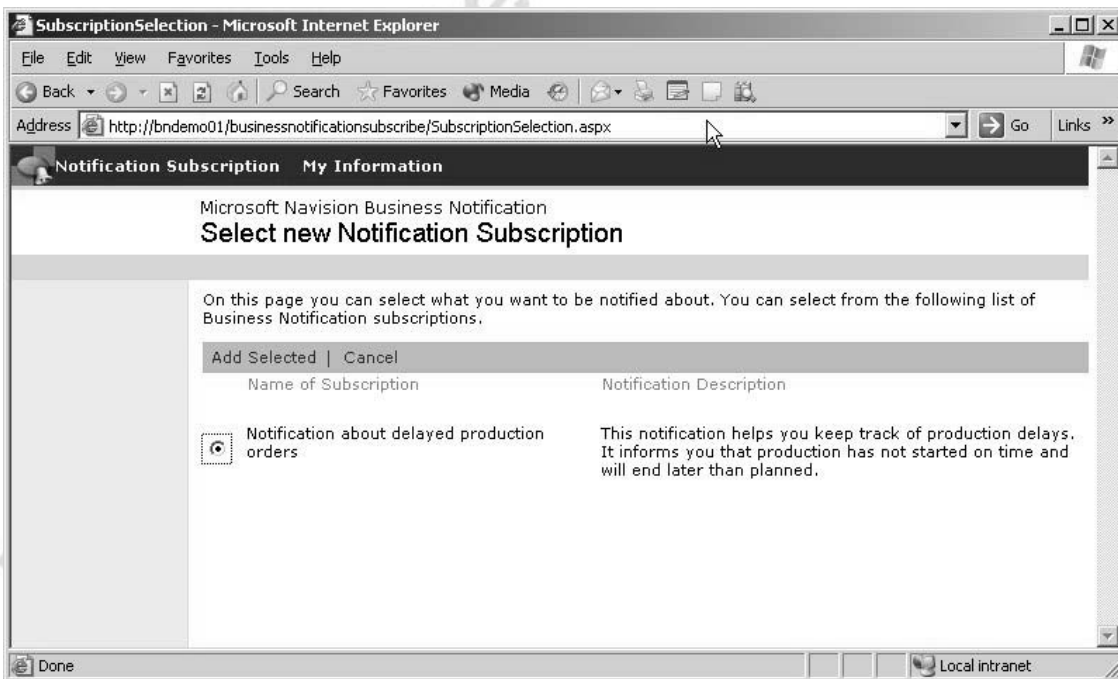 SubscriptionSelection - Microsoft Internet Explorer
File Edit View Favorites Tools Help
Back Search Favorites Media
Address http://bndemo01/businessnotificationsubscribe/SubscriptionSelection.aspx Go Links »
Notification Subscription My Information
Microsoft Navision Business Notification
Select new Notification Subscription
On this page you can select what you want to be notified about. You can select from the following list of
Business Notification subscriptions.
Add Selected | Cancel
Name of Subscription Notification Description
Notification about delayed production This notification helps you keep track of production delays.
orders It informs you that production has not started on time and
will end later than planned.
Done Local intranet